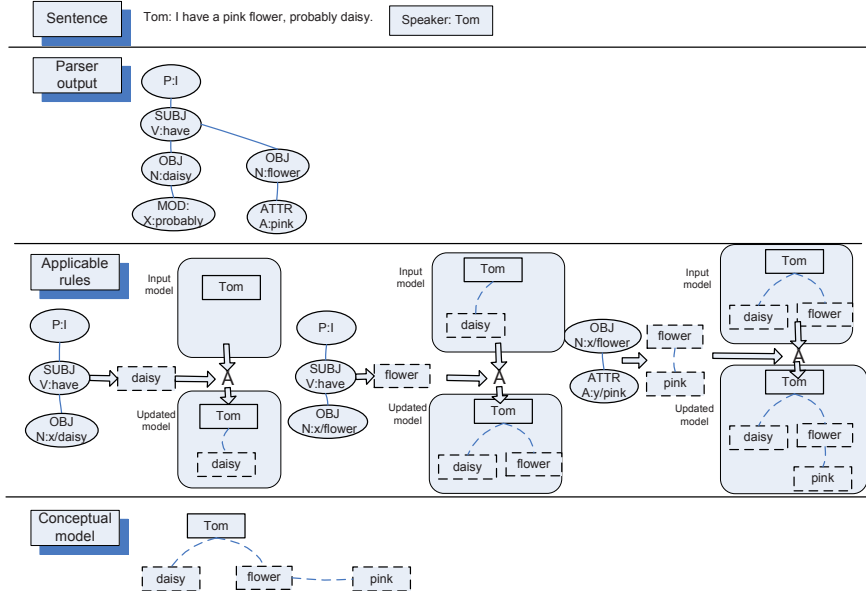 Sentence
Tom: I have a pink flower, probably daisy.
Speaker: Tom
Parser
output
P:I
SUBJ
V:have
OBJ
N:daisy
OBJ
N:flower
MOD:
X:probably
ATTR
A:pink
Applicable
rules
P:I
SUBJ
V:have
OBJ
N:x/daisy
daisy
Input
model
Tom
A
Updated
model
Tom
daisy
P:I
SUBJ
V:have
OBJ
N:x/flower
flower
Input
model
Tom
daisy
A
Updated
model
Tom
daisy
flower
OBJ
N:x/flower
ATTR
A:y/pink
flower
pink
Input
model
Tom
daisy
flower
A
Updated
model
Tom
daisy
flower
pink
Conceptual
model
Tom
daisy
flower
pink